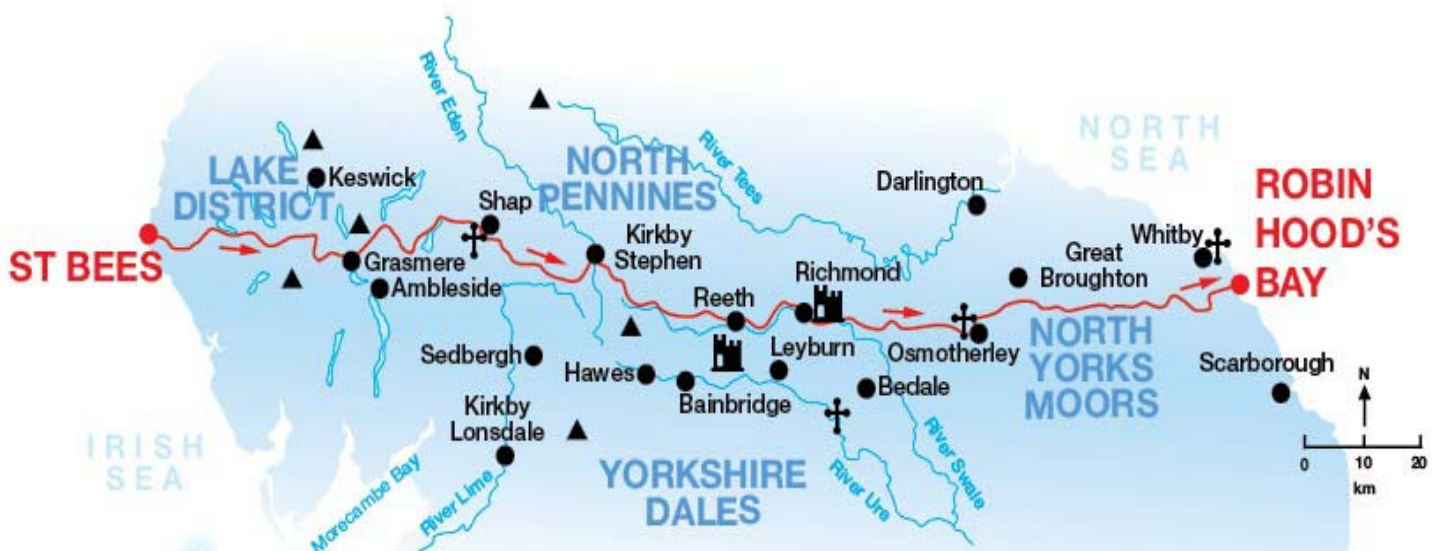 NORTH
SEA
River Eden
NORTH
PENNINES
River Tees
LAKE
DISTRICT
Keswick
Darlington
ROBIN
HOOD'S
BAY
Shap
Kirkby
Stephen
Whitby
Great
Broughton
ST BEES
Grasmere
Ambleside
Richmond
Reeth
Sedbergh
Hawes
Bainbridge
Leyburn
Bedale
Osmotherley
NORTH
YORKS
MOORS
Scarborough
N
0 10 20
km
Kirkby
Lonsdale
IRISH
SEA
Morecambe Bay
River Lime
YORKSHIRE
DALES
River Ure
River Swale